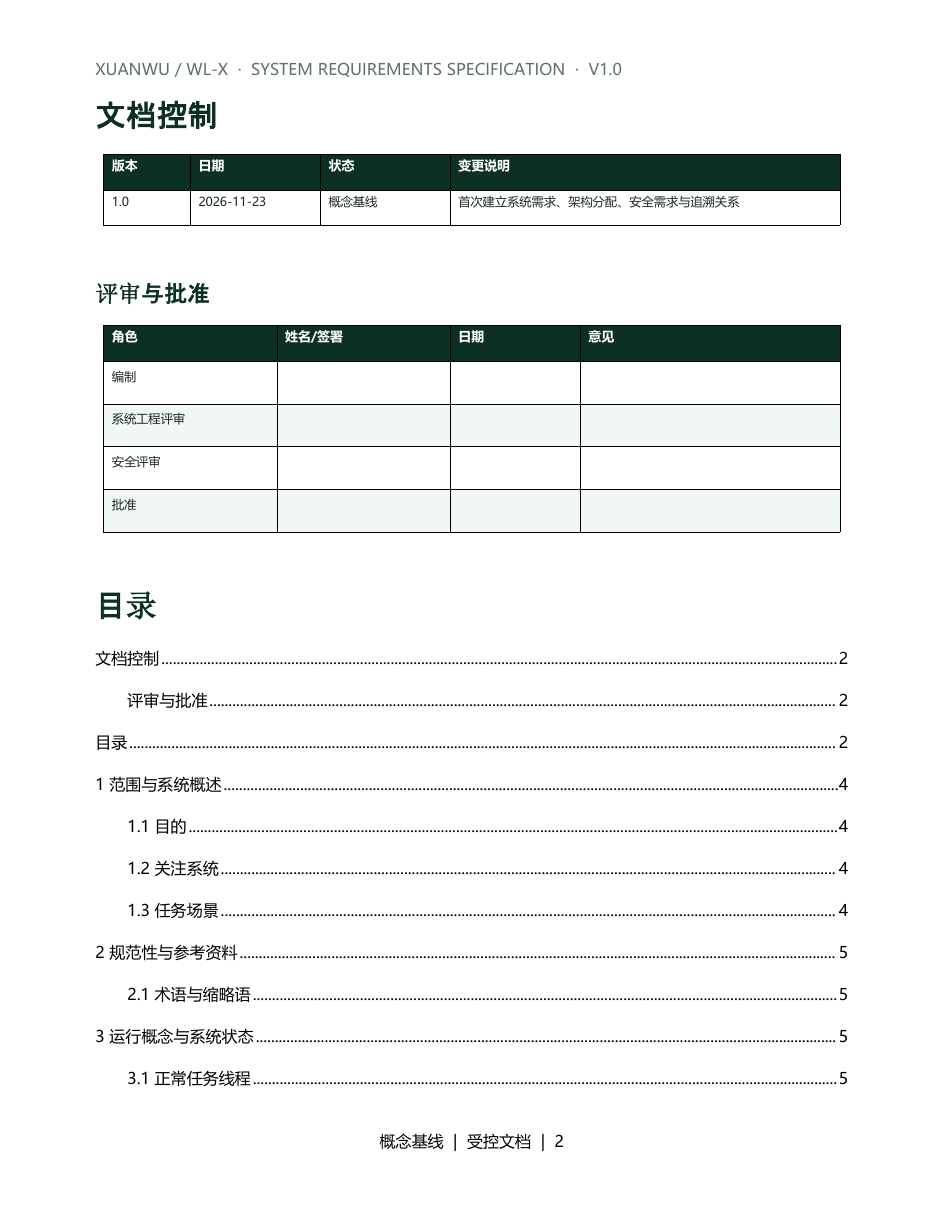 XUANWU / WL-X · SYSTEM REQUIREMENTS SPECIFICATION · V1.0
文档控制
版本 日期 状态 变更说明
1.0 2026-11-23 概念基线 首次建立系统需求、架构分配、安全需求与追溯关系
评审与批准
角色 姓名/签署 日期 意见
编制
系统工程评审
安全评审
批准
目录
文档控制 2
评审与批准 2
目录 2
1 范围与系统概述 4
1.1 目的 4
1.2 关注系统 4
1.3 任务场景 4
2 规范性与参考资料 5
2.1 术语与缩略语 5
3 运行概念与系统状态 5
3.1 正常任务线程 5
概念基线 | 受控文档 | 2